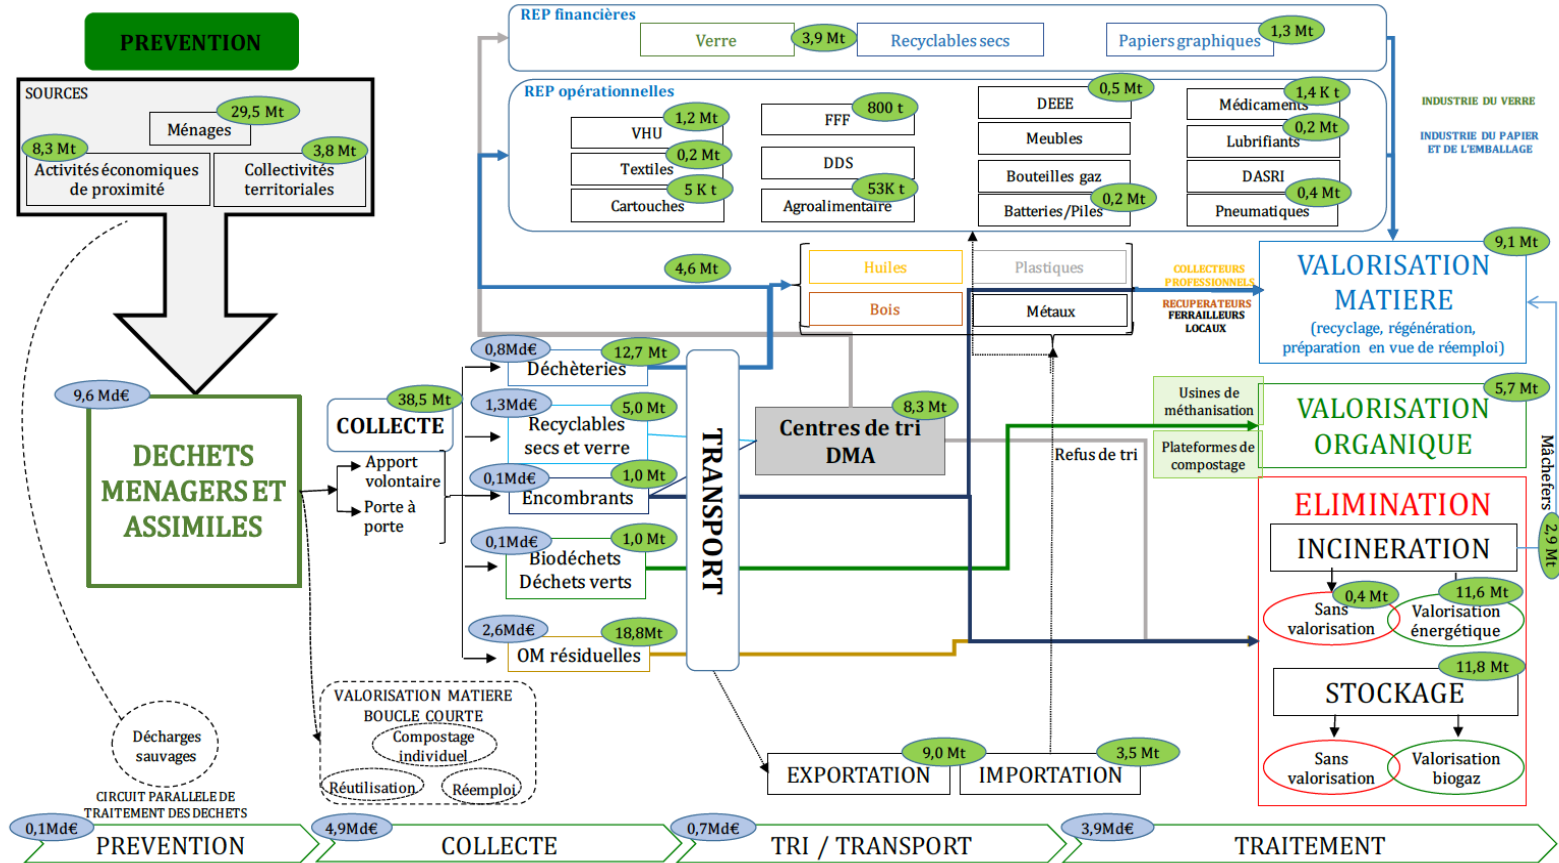 PREVENTION
SOURCES
29,5 Mt
Ménages
8,3 Mt
Activités économiques
de proximité
3,8 Mt
Collectivités
territoriales
REP financières
Verre
3,9 Mt
Recyclables secs
Papiers graphiques
1,3 Mt
REP opérationnelles
1,2 Mt
VHU
0,2 Mt
Textiles
5 K t
Cartouches
800 t
FFF
DDS
53K t
Agroalimentaire
0,5 Mt
DEEE
Meubles
Bouteilles gaz
0,2 Mt
Batteries/Piles
1,4 K t
Médicaments
0,2 Mt
Lubrifiants
DASRI
0,4 Mt
Pneumatiques
INDUSTRIE DU VERRE
INDUSTRIE DU PAPIER
ET DE L'EMBALLAGE
4,6 Mt
Huiles
Plastiques
Bois
Métaux
COLLECTEURS
PROFESSIONNELS
RECUPERATEURS
FERRAILLEURS
LOCAUX
9,1 Mt
VALORISATION
MATIERE
(recyclage, régénération,
préparation en vue de réemploi)
9,6 Md€
DECHETS
MENAGERS ET
ASSIMILES
38,5 Mt
COLLECTE
Apport
volontaire
Porte à
porte
0,8Md€
12,7 Mt
Déchèteries
1,3Md€
5,0 Mt
Recyclables
secs et verre
0,1Md€
1,0 Mt
Encombrants
0,1Md€
1,0 Mt
Biodéchets
Déchets verts
2,6Md€
18,8Mt
OM résiduelles
TRANSPORT
8,3 Mt
Centres de tri
DMA
Refus de tri
Usines de
méthanisation
Plateformes de
compostage
5,7 Mt
VALORISATION
ORGANIQUE
Mâchefers
2,9 Mt
ELIMINATION
INCINERATION
0,4 Mt
Sans
valorisation
11,6 Mt
Valorisation
énergétique
11,8 Mt
STOCKAGE
Sans
valorisation
Valorisation
biogaz
Décharges
sauvages
CIRCUIT PARALLELE DE
TRAITEMENT DES DECHETS
VALORISATION MATIERE
BOUCLE COURTE
Compostage
individuel
Réutilisation
Réemploi
9,0 Mt
EXPORTATION
3,5 Mt
IMPORTATION
0,1Md€
PREVENTION
4,9Md€
COLLECTE
0,7Md€
TRI / TRANSPORT
3,9Md€
TRAITEMENT